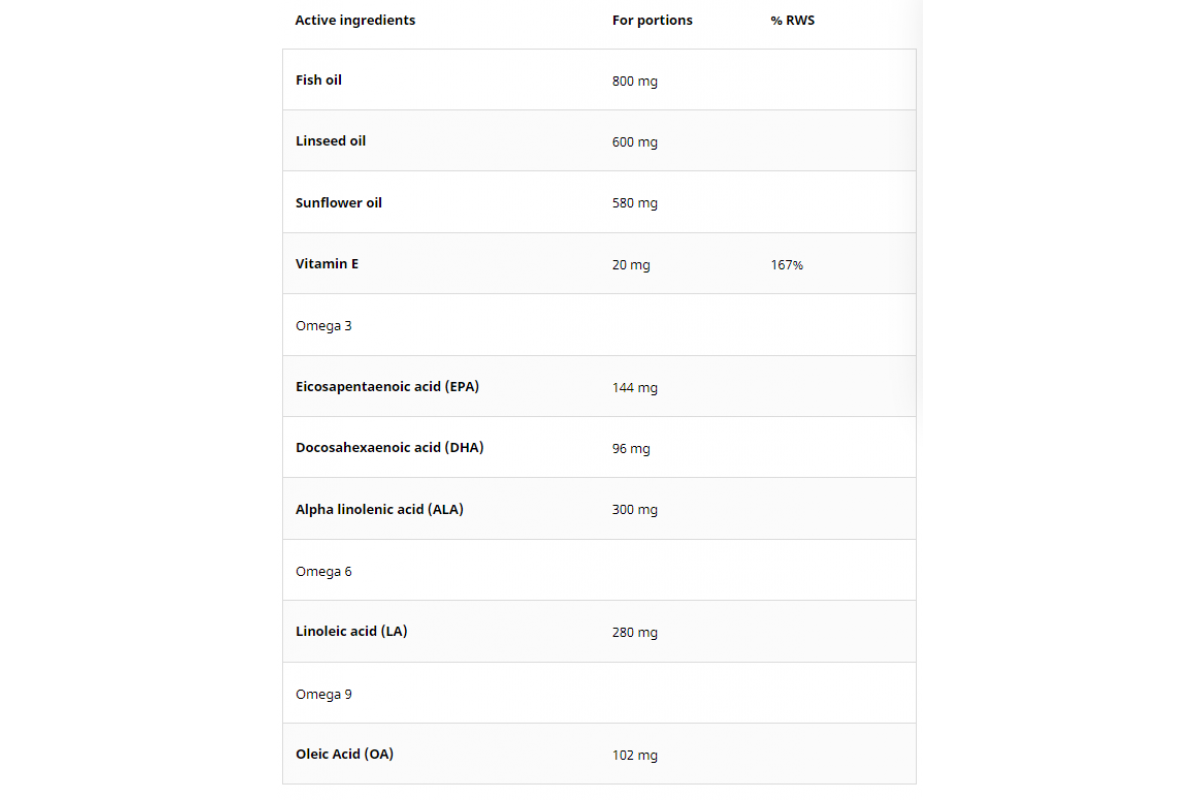 Active ingredients For portions % RWS
Fish oil 800 mg
Linseed oil 600 mg
Sunflower oil 580 mg
Vitamin E 20 mg 167%
Omega 3
Eicosapentaenoic acid (EPA) 144 mg
Docosahexaenoic acid (DHA) 96 mg
Alpha linolenic acid (ALA) 300 mg
Omega 6
Linoleic acid (LA) 280 mg
Omega 9
Oleic Acid (OA) 102 mg